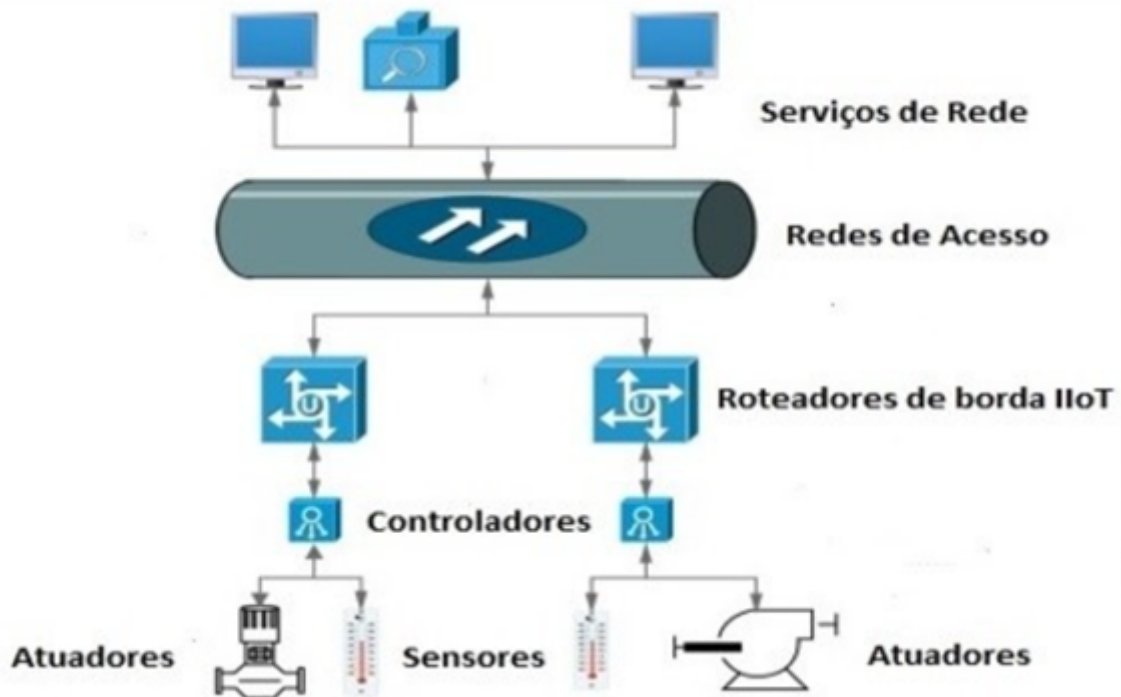 Serviços de Rede
Redes de Acesso
U
U
Roteadores de borda IIoT
Controladores
Atuadores
Sensores
Atuadores